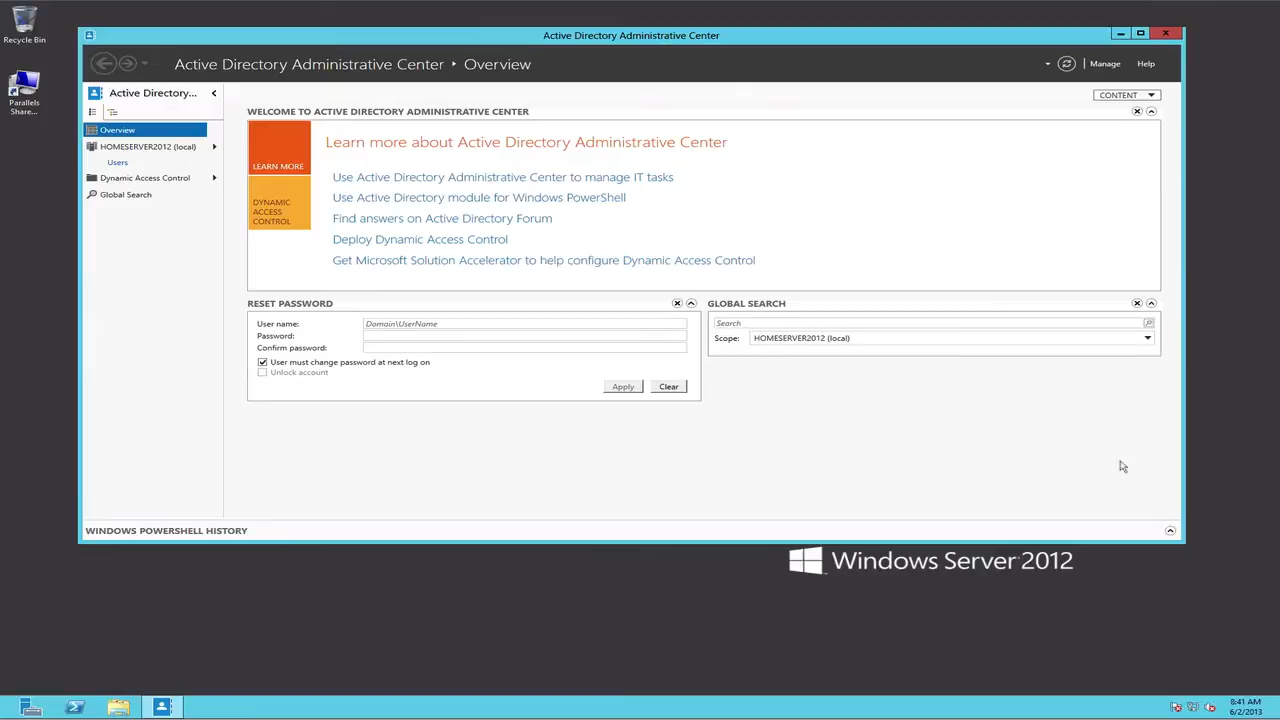 Recycle Bin
Parallels
Share...
Active Directory Administrative Center
Active Directory Administrative Center ‣ Overview
Manage
Help
Active Directory...
Overview
HOMESERVER2012 (local)
Users
Dynamic Access Control
Global Search
CONTENT
WELCOME TO ACTIVE DIRECTORY ADMINISTRATIVE CENTER
LEARN MORE
DYNAMIC
ACCESS
CONTROL
Learn more about Active Directory Administrative Center
Use Active Directory Administrative Center to manage IT tasks
Use Active Directory module for Windows PowerShell
Find answers on Active Directory Forum
Deploy Dynamic Access Control
Get Microsoft Solution Accelerator to help configure Dynamic Access Control
RESET PASSWORD
User name:
Domain\UserName
Password:
Confirm password:
User must change password at next log on
Unlock account
Apply
Clear
GLOBAL SEARCH
Search
Scope:
HOMESERVER2012 (local)
WINDOWS POWERSHELL HISTORY
Windows Server 2012
8:41 AM
6/2/2013